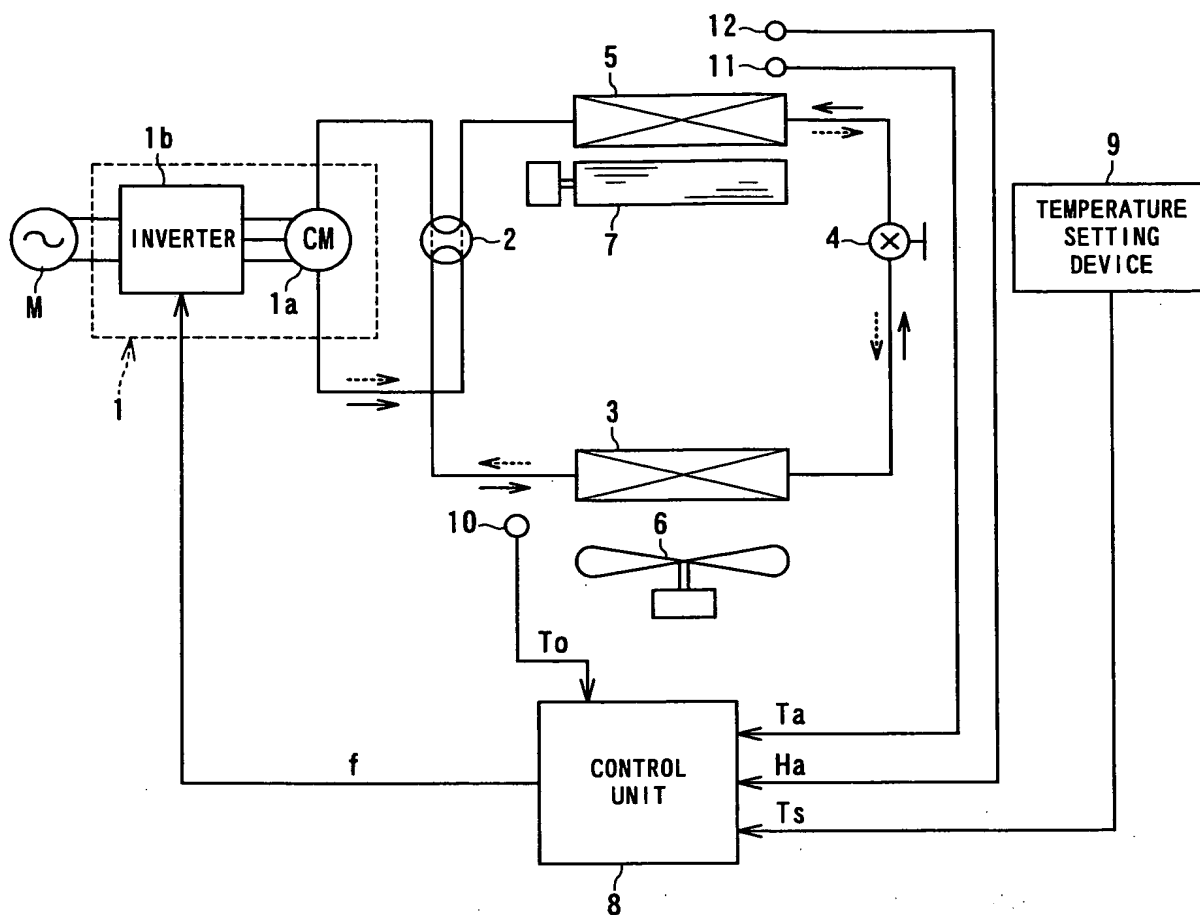 12
11
5
1b
9
TEMPERATURE
SETTING
DEVICE
INVERTER
CM
2
4
7
M
1a
1
3
10
6
To
Ta
f
CONTROL
UNIT
Ha
Ts
8